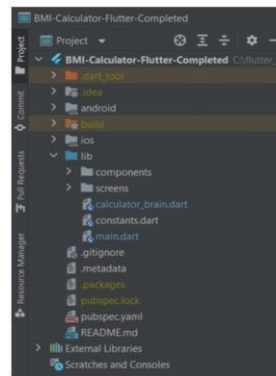 BMI-Calculator-Flutter-Completed
Project
Project
BMI-Calculator-Flutter-Completed C:\flutter_
.dart_tool
.idea
android
build
ios
lib
components
screens
calculator_brain.dart
constants.dart
main.dart
.gitignore
.metadata
.packages
pubspec.lock
pubspec.yaml
README.md
External Libraries
Scratches and Consoles
Commit
Pull Requests
Resource Manager